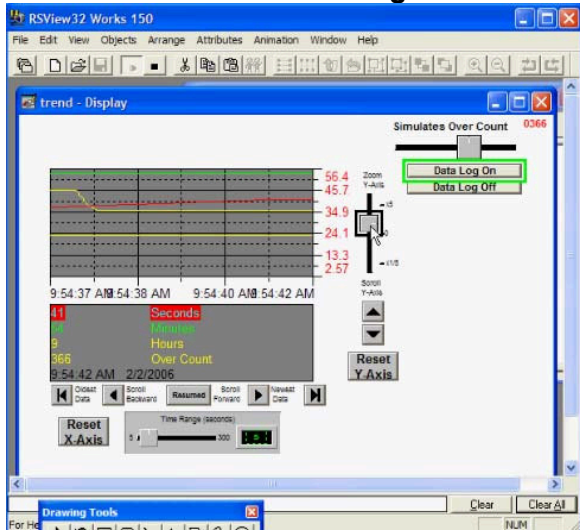 RSView32 Works 150
File Edit View Objects Arrange Attributes Animation Window Help
trend - Display
Simulates Over Count 0366
Data Log On
Data Log Off
Zoom
Y-Axis
56.4
45.7
34.9
24.1
13.3
2.57
x5
0
x1/5
9:54:37 AM 9:54:38 AM 9:54:40 AM 9:54:42 AM
Scroll
Y-Axis
41 Seconds
54 Minutes
9 Hours
366 Over Count
9:54:42 AM 2/2/2006
Reset
Y-Axis
Oldest
Data
Scroll
Backward
Resumed
Scroll
Forward
Newest
Data
Reset
X-Axis
Time Range (seconds)
5 300 5
Clear Clear All
Drawing Tools
For He
NUM